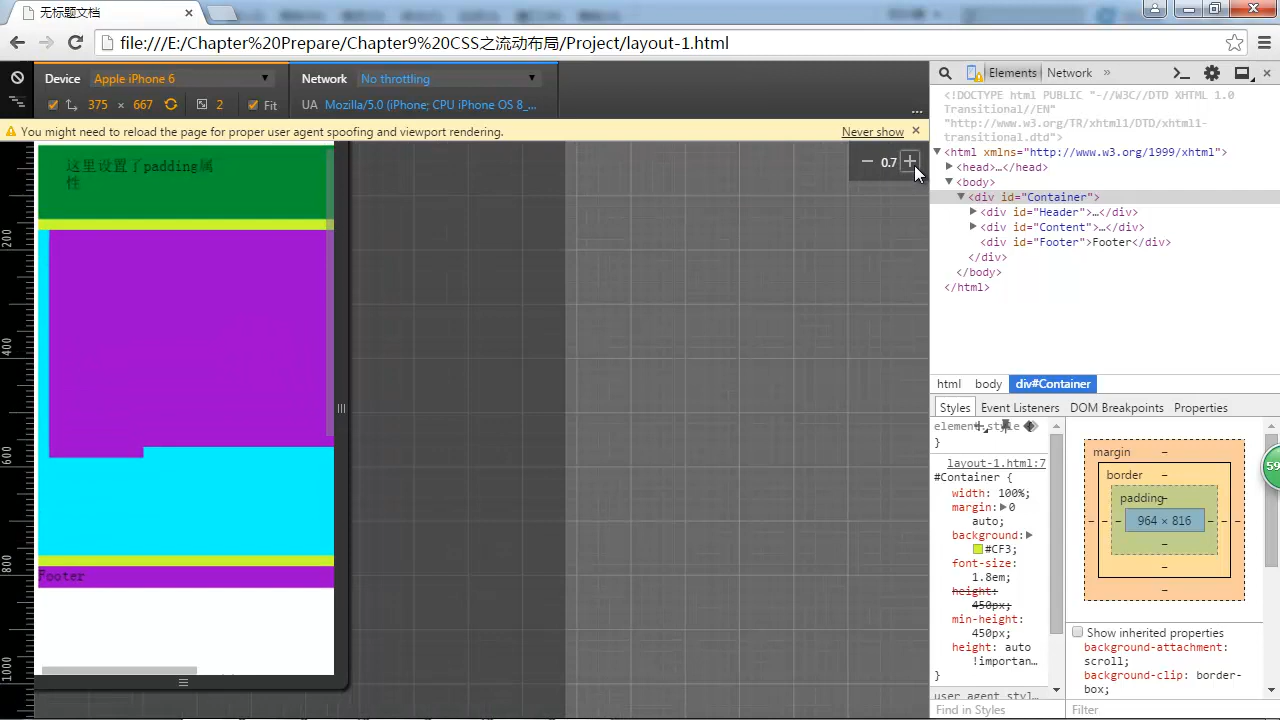 无标题文档
file:///E:/Chapter%20Prepare/Chapter9%20CSS之流动布局/Project/layout-1.html
Device Apple iPhone 6
Network No throttling
375 × 667 2 Fit
UA Mozilla/5.0 (iPhone; CPU iPhone OS 8_...
...
You might need to reload the page for proper user agent spoofing and viewport rendering. Never show
这里设置了padding属
性
Footer
0.7
200
400
600
800
1000
Elements Network »
<!DOCTYPE html PUBLIC "-//W3C//DTD XHTML 1.0
Transitional//EN"
"http://www.w3.org/TR/xhtml1/DTD/xhtml1-
transitional.dtd">
<html xmlns="http://www.w3.org/1999/xhtml">
<head>…</head>
<body>
<div id="Container">
<div id="Header">…</div>
<div id="Content">…</div>
<div id="Footer">Footer</div>
</div>
</body>
</html>
html body div#Container
Styles Event Listeners DOM Breakpoints Properties
element.style
}
layout-1.html:7
#Container {
width: 100%;
margin: 0
auto;
background:
#CF3;
font-size:
1.8em;
height:
450px;
min-height:
450px;
height: auto
!importan…
}
user agent styl…
Find in Styles
margin –
border –
padding –
– – – 964 × 816 – – –
–
–
–
59
Show inherited properties
background-attachment:
scroll;
background-clip: border-
box;
Filter